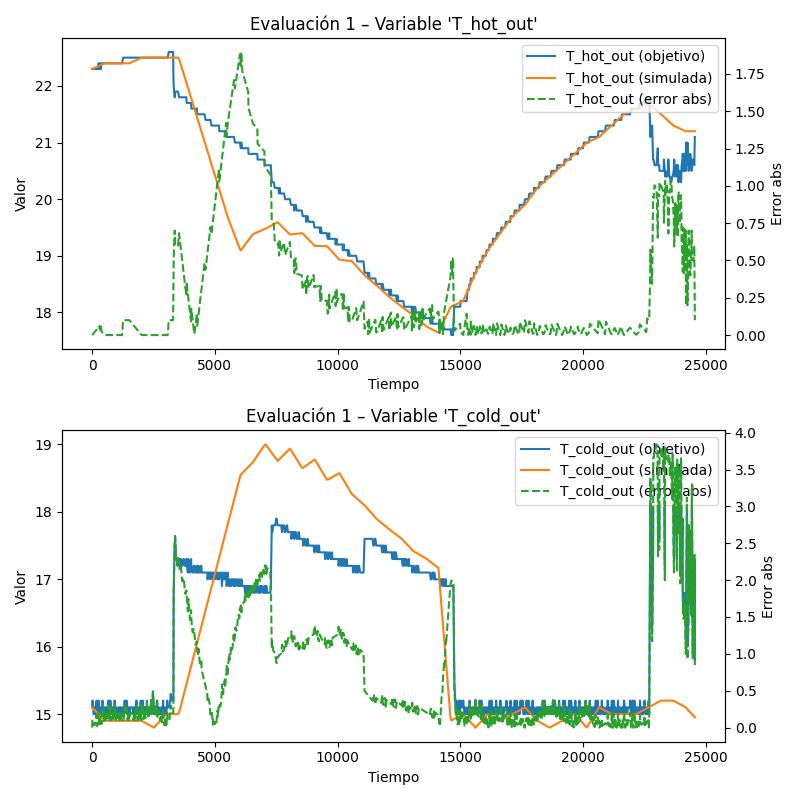 Evaluación 1 – Variable 'T_hot_out'
T_hot_out (objetivo)
T_hot_out (simulada)
T_hot_out (error abs)
Valor
22
21
20
19
18
1.75
1.50
1.25
1.00
0.75
0.50
0.25
0.00
Error abs
0 5000 10000 15000 20000 25000
Tiempo
Evaluación 1 – Variable 'T_cold_out'
T_cold_out (objetivo)
T_cold_out (simulada)
T_cold_out (error abs)
Valor
19
18
17
16
15
4.0
3.5
3.0
2.5
2.0
1.5
1.0
0.5
0.0
Error abs
0 5000 10000 15000 20000 25000
Tiempo